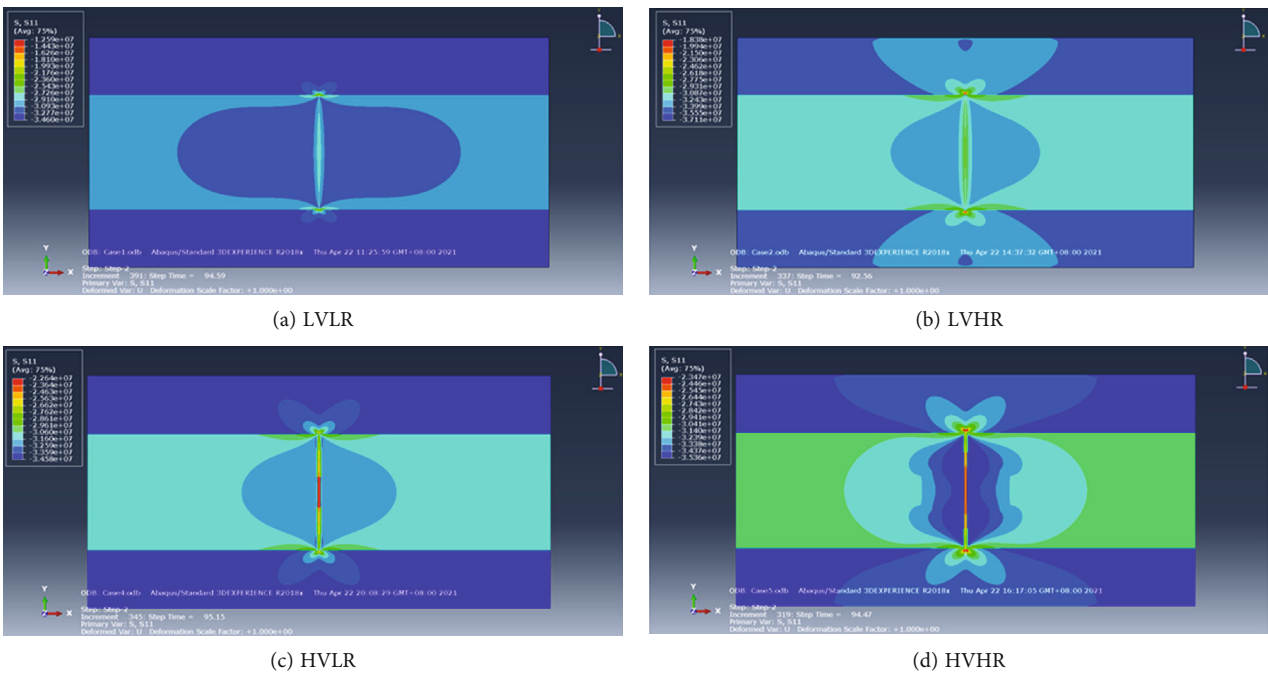 S, S11
(Avg: 75%)
-1.259e+07
-1.443e+07
-1.626e+07
-1.810e+07
-1.993e+07
-2.176e+07
-2.360e+07
-2.543e+07
-2.726e+07
-2.910e+07
-3.093e+07
-3.277e+07
-3.460e+07
Y
X
ODB: Case1.odb Abaqus/Standard 3DEXPERIENCE R2018x Thu Apr 22 11:25:59 GMT+08:00 2021
Step: Step-2
Increment 391: Step Time = 94.59
Primary Var: S, S11
Deformed Var: U Deformation Scale Factor: +1.000e+00
(a) LVLR
S, S11
(Avg: 75%)
-1.838e+07
-1.994e+07
-2.150e+07
-2.306e+07
-2.462e+07
-2.618e+07
-2.775e+07
-2.931e+07
-3.087e+07
-3.243e+07
-3.399e+07
-3.555e+07
-3.711e+07
Y
X
ODB: Case2.odb Abaqus/Standard 3DEXPERIENCE R2018x Thu Apr 22 14:37:32 GMT+08:00 2021
Step: Step-2
Increment 337: Step Time = 92.56
Primary Var: S, S11
Deformed Var: U Deformation Scale Factor: +1.000e+00
(b) LVHR
S, S11
(Avg: 75%)
-2.264e+07
-2.364e+07
-2.463e+07
-2.563e+07
-2.662e+07
-2.762e+07
-2.861e+07
-2.961e+07
-3.060e+07
-3.160e+07
-3.259e+07
-3.359e+07
-3.458e+07
Y
X
ODB: Case4.odb Abaqus/Standard 3DEXPERIENCE R2018x Thu Apr 22 20:08:29 GMT+08:00 2021
Step: Step-2
Increment 345: Step Time = 95.15
Primary Var: S, S11
Deformed Var: U Deformation Scale Factor: +1.000e+00
(c) HVLR
S, S11
(Avg: 75%)
-2.347e+07
-2.446e+07
-2.545e+07
-2.644e+07
-2.743e+07
-2.842e+07
-2.941e+07
-3.041e+07
-3.140e+07
-3.239e+07
-3.338e+07
-3.437e+07
-3.536e+07
Y
X
ODB: Case5.odb Abaqus/Standard 3DEXPERIENCE R2018x Thu Apr 22 16:17:05 GMT+08:00 2021
Step: Step-2
Increment 319: Step Time = 94.47
Primary Var: S, S11
Deformed Var: U Deformation Scale Factor: +1.000e+00
(d) HVHR